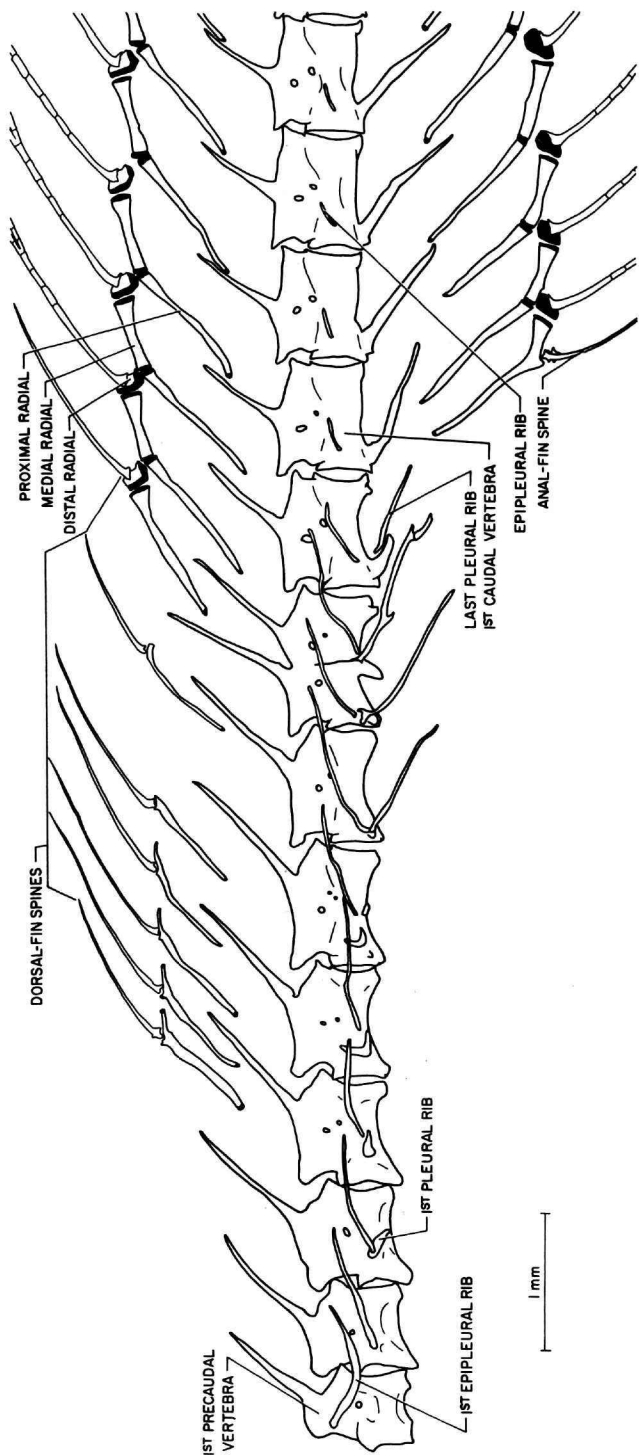 DORSAL-FIN SPINES
PROXIMAL RADIAL
MEDIAL RADIAL
DISTAL RADIAL
1ST PRECAUDAL
VERTEBRA
1ST EPIPLEURAL RIB
1ST PLEURAL RIB
LAST PLEURAL RIB
1ST CAUDAL VERTEBRA
EPIPLEURAL RIB
ANAL-FIN SPINE
1 mm